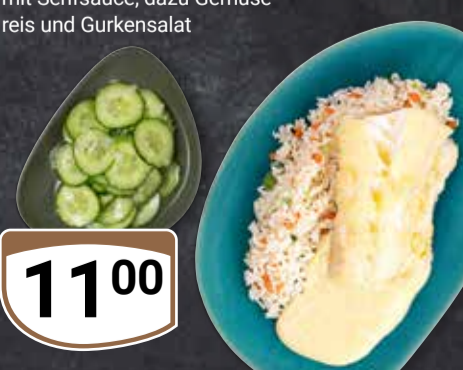 mit Senfsauce, dazu Gemüse
reis und Gurkensalat
11 00